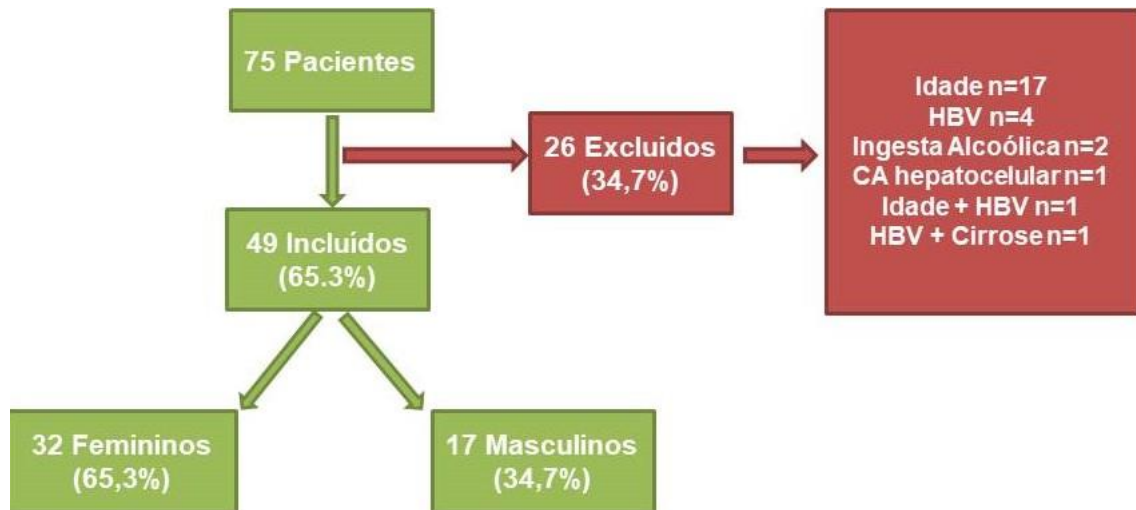 75 Pacientes
26 Excluidos
(34,7%)
Idade n=17
HBV n=4
Ingesta Alcoólica n=2
CA hepatocelular n=1
Idade + HBV n=1
HBV + Cirrose n=1
49 Incluídos
(65.3%)
32 Femininos
(65,3%)
17 Masculinos
(34,7%)